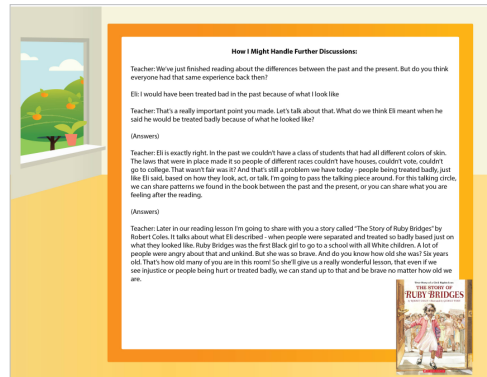 How I Might Handle Further Discussions:
Teacher: We've just finished reading about the differences between the past and the present. But do you think
everyone had that same experience back then?
Eli: I would have been treated bad in the past because of what I look like
Teacher: That's a really important point you made. Let's talk about that. What do we think Eli meant when he
said he would be treated badly because of what he looked like?
(Answers)
Teacher: Eli is exactly right. In the past we couldn't have a class of students that had all different colors of skin.
The laws that were in place made it so people of different races couldn't have houses, couldn't vote, couldn't
go to college. That wasn't fair was it? And that's still a problem we have today - people being treated badly, just
like Eli said, based on how they look, act, or talk. I'm going to pass the talking piece around. For this talking circle,
we can share patterns we found in the book between the past and the present, or you can share what you are
feeling after the reading.
(Answers)
Teacher: Later in our reading lesson I'm going to share with you a story called "The Story of Ruby Bridges" by
Robert Coles. It talks about what Eli described - when people were separated and treated so badly based just on
what they looked like. Ruby Bridges was the first Black girl to go to a school with all White children. A lot of
people were angry about that and unkind. But she was so brave. And do you know how old she was? Six years
old. That's how old many of you are in this room! So she'll give us a really wonderful lesson, that even if we
see injustice or people being hurt or treated badly, we can stand up to that and be brave no matter how old we
are.
THE STORY OF
RUBY BRIDGES